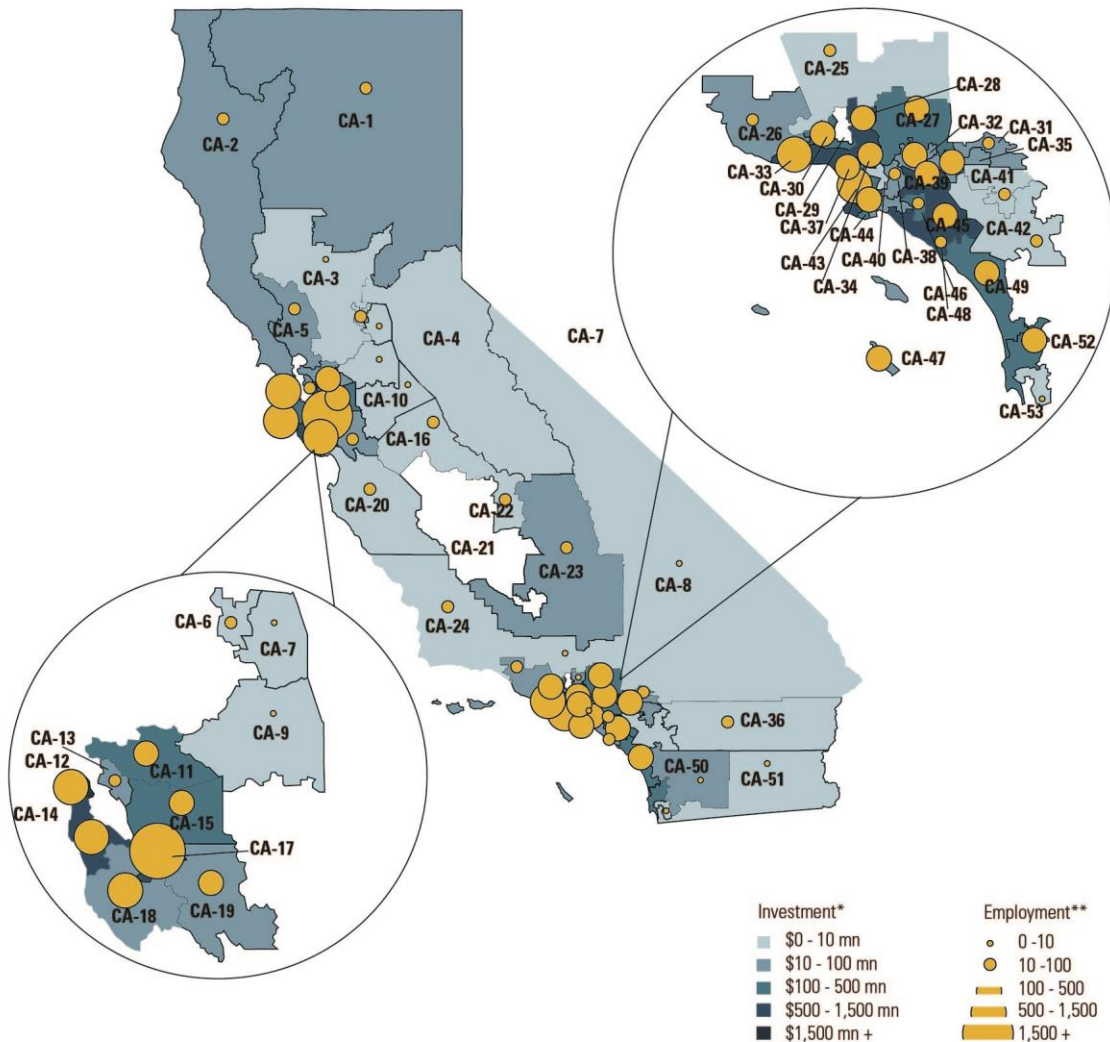 CA-1
CA-2
CA-3
CA-4
CA-5
CA-7
CA-10
CA-16
CA-20
CA-21
CA-22
CA-23
CA-24
CA-8
CA-36
CA-50
CA-51
CA-25
CA-28
CA-27
CA-32
CA-31
CA-35
CA-26
CA-33
CA-30
CA-29
CA-37
CA-39
CA-41
CA-44
CA-43
CA-40
CA-34
CA-38
CA-45
CA-42
CA-46
CA-48
CA-49
CA-47
CA-52
CA-53
CA-6
CA-7
CA-9
CA-13
CA-12
CA-11
CA-14
CA-15
CA-17
CA-18
CA-19
Investment*
$0 - 10 mn
$10 - 100 mn
$100 - 500 mn
$500 - 1,500 mn
$1,500 mn +
Employment**
0 -10
10 -100
100 - 500
500 - 1,500
1,500 +